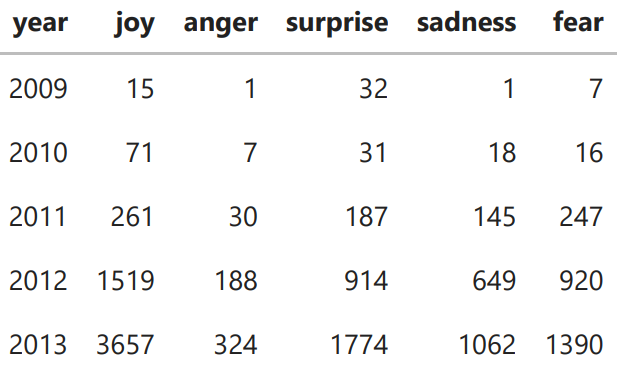 year joy anger surprise sadness fear
2009 15 1 32 1 7
2010 71 7 31 18 16
2011 261 30 187 145 247
2012 1519 188 914 649 920
2013 3657 324 1774 1062 1390